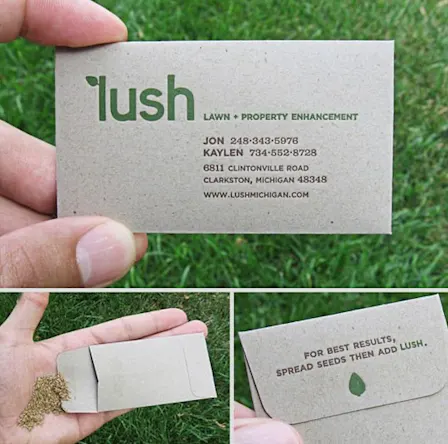 lush LAWN + PROPERTY ENHANCEMENT
JON 248·343·5976
KAYLEN 734·552·8728
6811 CLINTONVILLE ROAD
CLARKSTON, MICHIGAN 48348
WWW.LUSHMICHIGAN.COM
FOR BEST RESULTS,
SPREAD SEEDS THEN ADD LUSH.